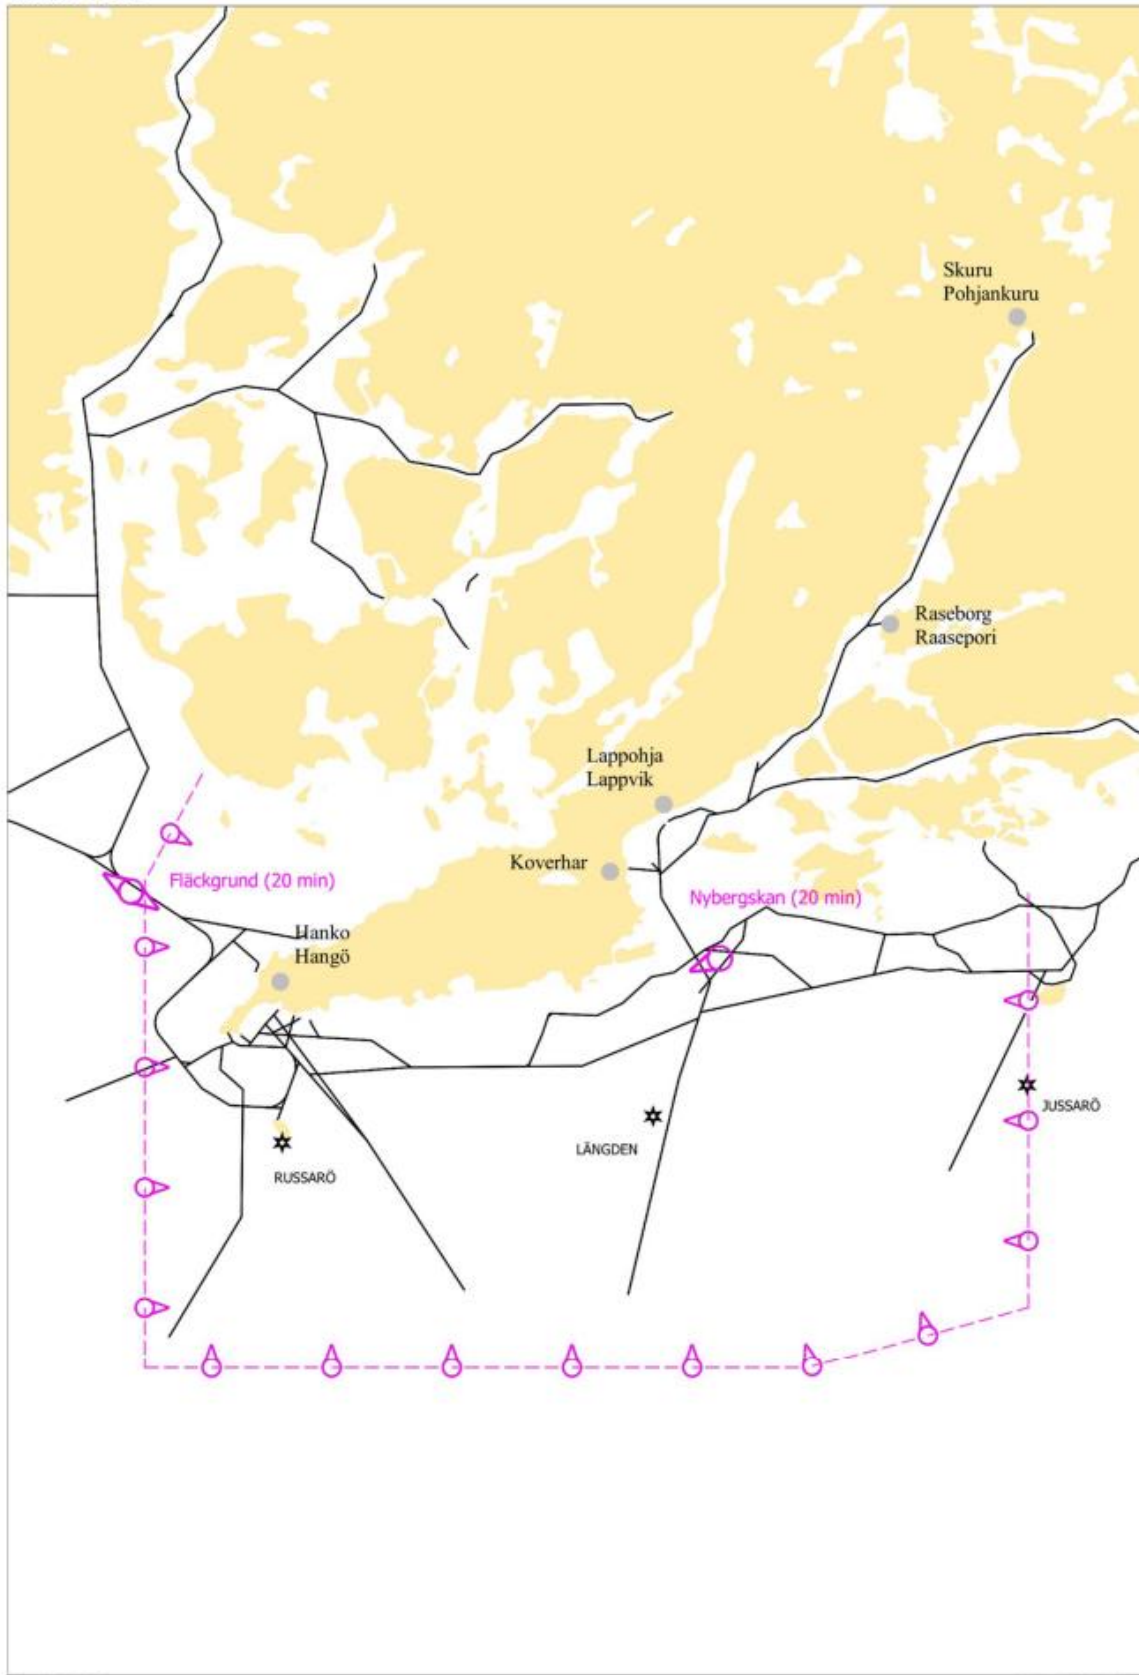 Skuru
Pohjankuru
Raseborg
Raasepori
Lappohja
Lappvik
Koverhar
Fläckgrund (20 min)
Nybergskan (20 min)
Hanko
Hangö
JUSSARÖ
LÄNGDEN
RUSSARÖ